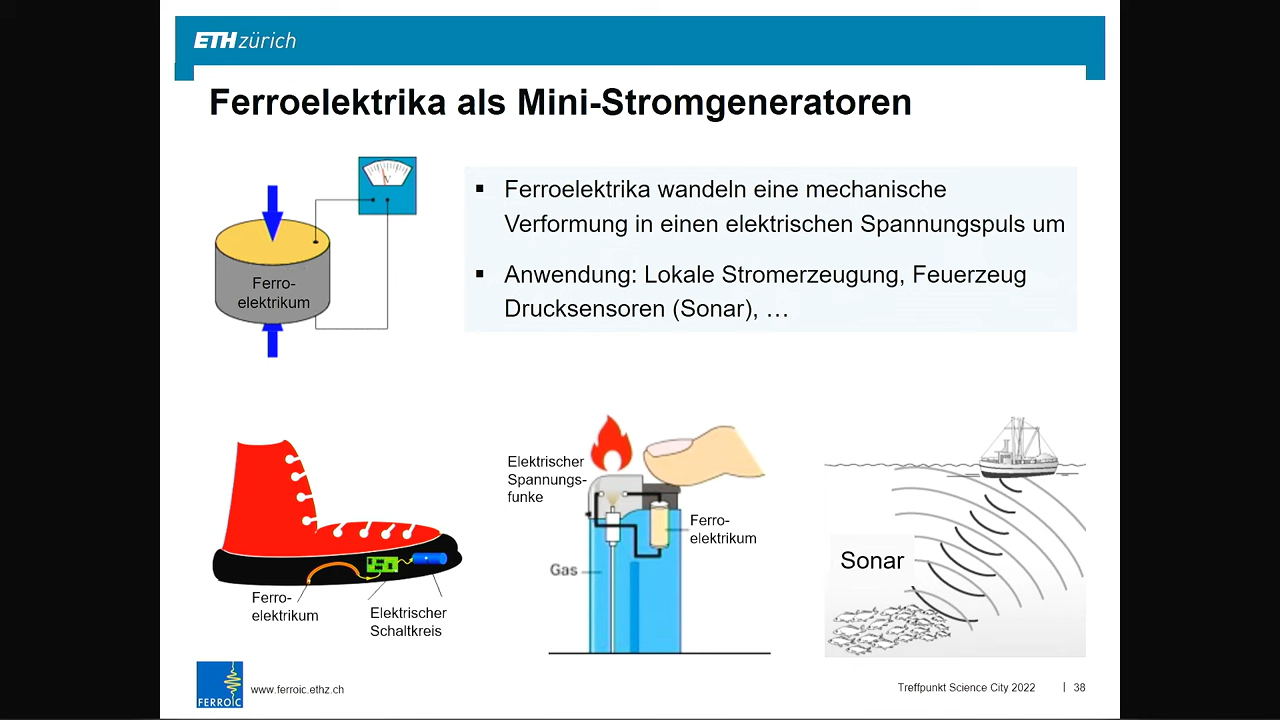 ETH zürich
Ferroelektrika als Mini-Stromgeneratoren
V
Ferro-
elektrikum
▪ Ferroelektrika wandeln eine mechanische
Verformung in einen elektrischen Spannungspuls um
▪ Anwendung: Lokale Stromerzeugung, Feuerzeug
Drucksensoren (Sonar), …
Ferro-
elektrikum
Elektrischer
Schaltkreis
Elektrischer
Spannungs-
funke
Ferro-
elektrikum
Gas
Sonar
FERROIC
www.ferroic.ethz.ch
Treffpunkt Science City 2022 | 38